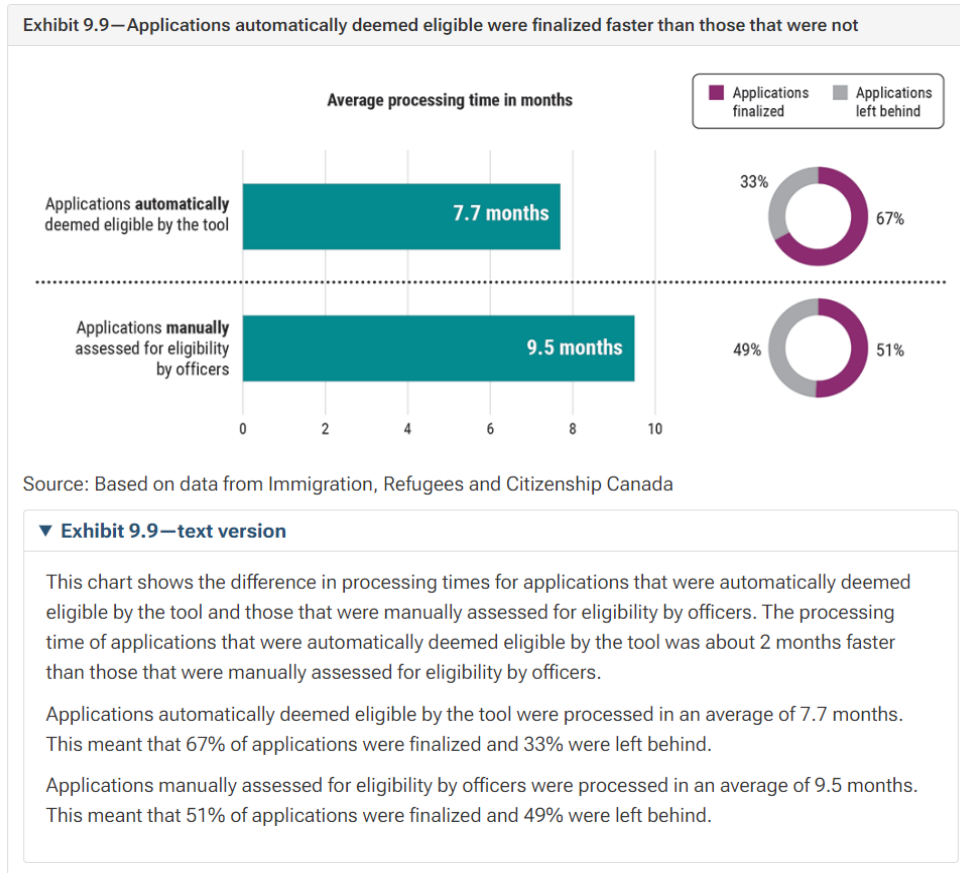 Exhibit 9.9—Applications automatically deemed eligible were finalized faster than those that were not
Average processing time in months
Applications
finalized
Applications
left behind
Applications automatically
deemed eligible by the tool
7.7 months
33%
67%
Applications manually
assessed for eligibility
by officers
9.5 months
49%
51%
0
2
4
6
8
10
Source: Based on data from Immigration, Refugees and Citizenship Canada
▼ Exhibit 9.9—text version
This chart shows the difference in processing times for applications that were automatically deemed
eligible by the tool and those that were manually assessed for eligibility by officers. The processing
time of applications that were automatically deemed eligible by the tool was about 2 months faster
than those that were manually assessed for eligibility by officers.
Applications automatically deemed eligible by the tool were processed in an average of 7.7 months.
This meant that 67% of applications were finalized and 33% were left behind.
Applications manually assessed for eligibility by officers were processed in an average of 9.5 months.
This meant that 51% of applications were finalized and 49% were left behind.